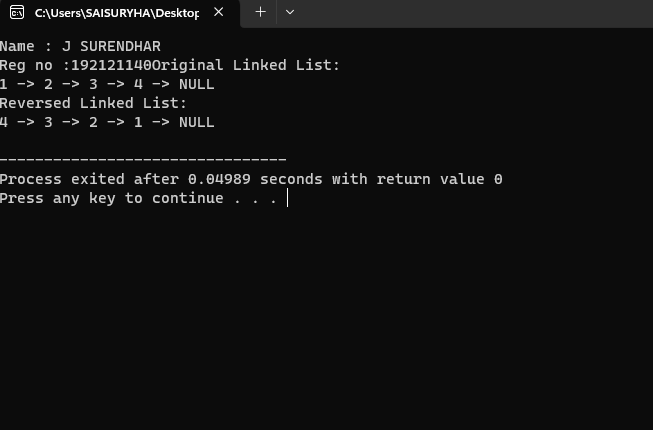 C:\Users\SAISURYHA\Desktop
Name : J SURENDHAR
Reg no :192121140Original Linked List:
1 -> 2 -> 3 -> 4 -> NULL
Reversed Linked List:
4 -> 3 -> 2 -> 1 -> NULL
--------------------------------
Process exited after 0.04989 seconds with return value 0
Press any key to continue . . .